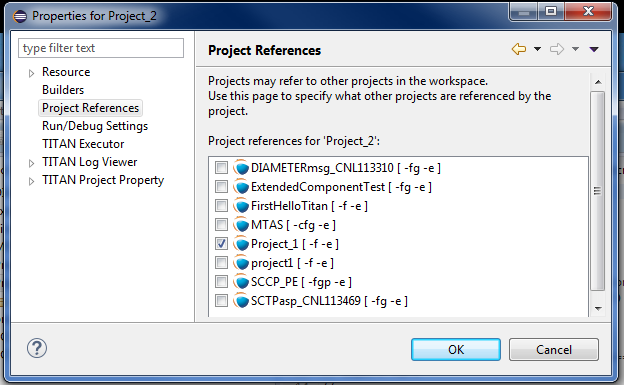 Properties for Project_2
type filter text
Resource
Builders
Project References
Run/Debug Settings
TITAN Executor
TITAN Log Viewer
TITAN Project Property
Project References
Projects may refer to other projects in the workspace.
Use this page to specify what other projects are referenced by the
project.
Project references for 'Project_2':
DIAMETERmsg_CNL113310 [ -fg -e ]
ExtendedComponentTest [ -fg -e ]
FirstHelloTitan [ -f -e ]
MTAS [ -cfg -e ]
Project_1 [ -f -e ]
project1 [ -f -e ]
SCCP_PE [ -fgp -e ]
SCTPasp_CNL113469 [ -fg -e ]
OK
Cancel